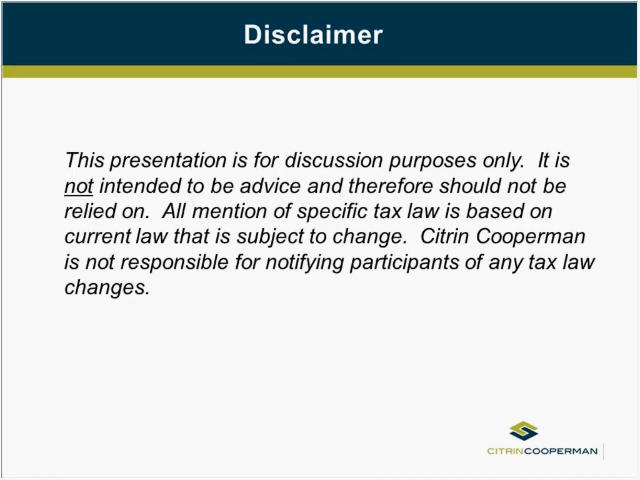 Disclaimer
This presentation is for discussion purposes only.  It is
not intended to be advice and therefore should not be
relied on.  All mention of specific tax law is based on
current law that is subject to change.  Citrin Cooperman
is not responsible for notifying participants of any tax law
changes.
CITRINCOOPERMAN